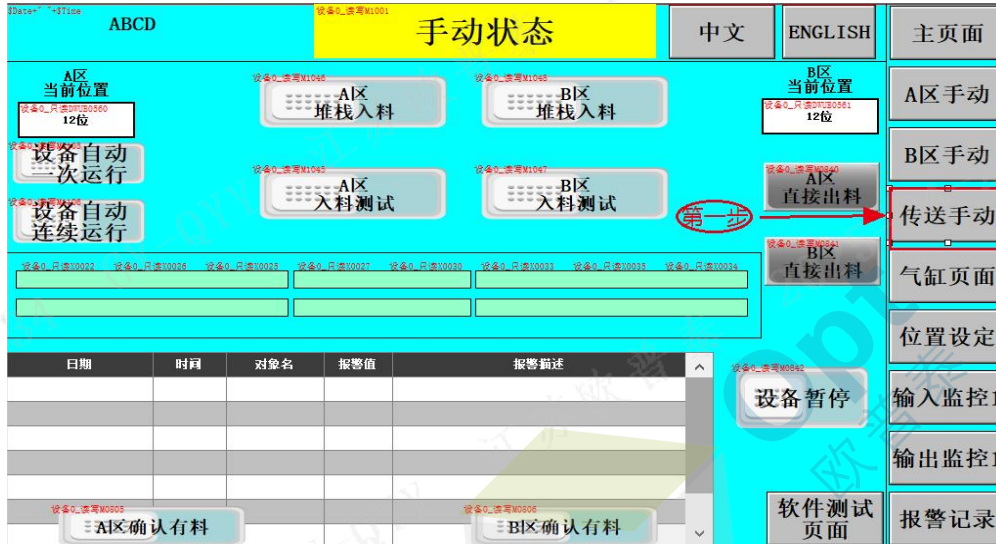 $Date+" "+$Time
ABCD
设备0_读写M1001
手动状态
中文
ENGLISH
主页面
A区
当前位置
设备0_只读DWUB0560
12位
设备0_读写M1046
A区
堆栈入料
设备0_读写M1048
B区
堆栈入料
B区
当前位置
设备0_只读DWUB0561
12位
A区手动
设备自动
一次运行
B区手动
设备0_读写M1045
A区
入料测试
设备0_读写M1047
B区
入料测试
设备0_读写M0840
A区
直接出料
设备自动
连续运行
第一步
传送手动
设备0_读写M0841
B区
直接出料
设备0_只读X0022 设备0_只读X0026 设备0_只读X0025 设备0_只读X0027 设备0_只读X0030 设备0_只读X0033 设备0_只读X0035 设备0_只读X0034
气缸页面
位置设定
日期 时间 对象名 报警值 报警描述
设备0_读写M0842
设备暂停
输入监控1
输出监控1
设备0_读写M0805
A区确认有料
设备0_读写M0806
B区确认有料
软件测试
页面
报警记录
Opt
欧普泰